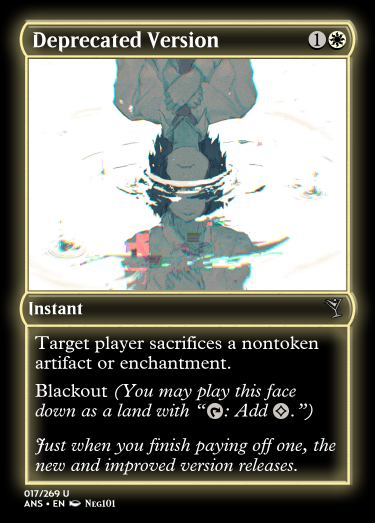 Deprecated Version 1
Instant
Target player sacrifices a nontoken
artifact or enchantment.
Blackout (You may play this face
down as a land with “: Add .”)
Just when you finish paying off one, the
new and improved version releases.
017/269 U
ANS • EN Neg101